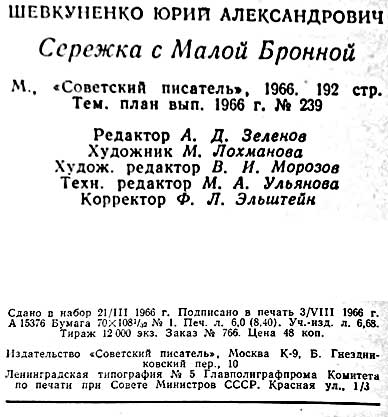 ШЕВКУНЕНКО ЮРИЙ АЛЕКСАНДРОВИЧ
Сережка с Малой Бронной
М., «Советский писатель», 1966. 192 стр.
Тем. план вып. 1966 г. № 239
Редактор А. Д. Зеленов
Художник М. Лохманова
Худож. редактор В. И. Морозов
Техн. редактор М. А. Ульянова
Корректор Ф. Л. Эльштейн
Сдано в набор 21/III 1966 г. Подписано в печать 3/VIII 1966 г.
А 15376 Бумага 70×108¹/₃₂ № 1. Печ. л. 6,0 (8,40). Уч.-изд. л. 6,68.
Тираж 12 000 экз. Заказ № 766. Цена 48 коп.
Издательство «Советский писатель», Москва К-9, Б. Гнездни-
ковский пер., 10
Ленинградская типография № 5 Главполиграфпрома Комитета
по печати при Совете Министров СССР. Красная ул., 1/3